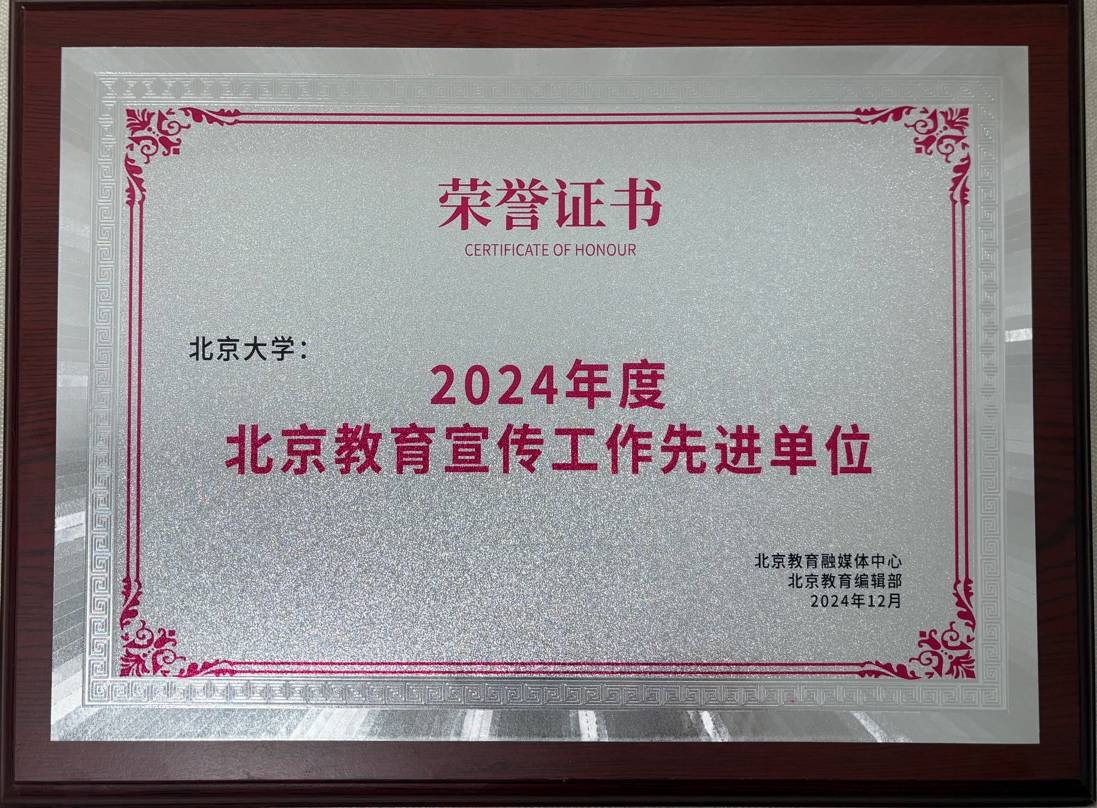 荣誉证书
CERTIFICATE OF HONOUR
北京大学：
2024年度
北京教育宣传工作先进单位
北京教育融媒体中心
北京教育编辑部
2024年12月